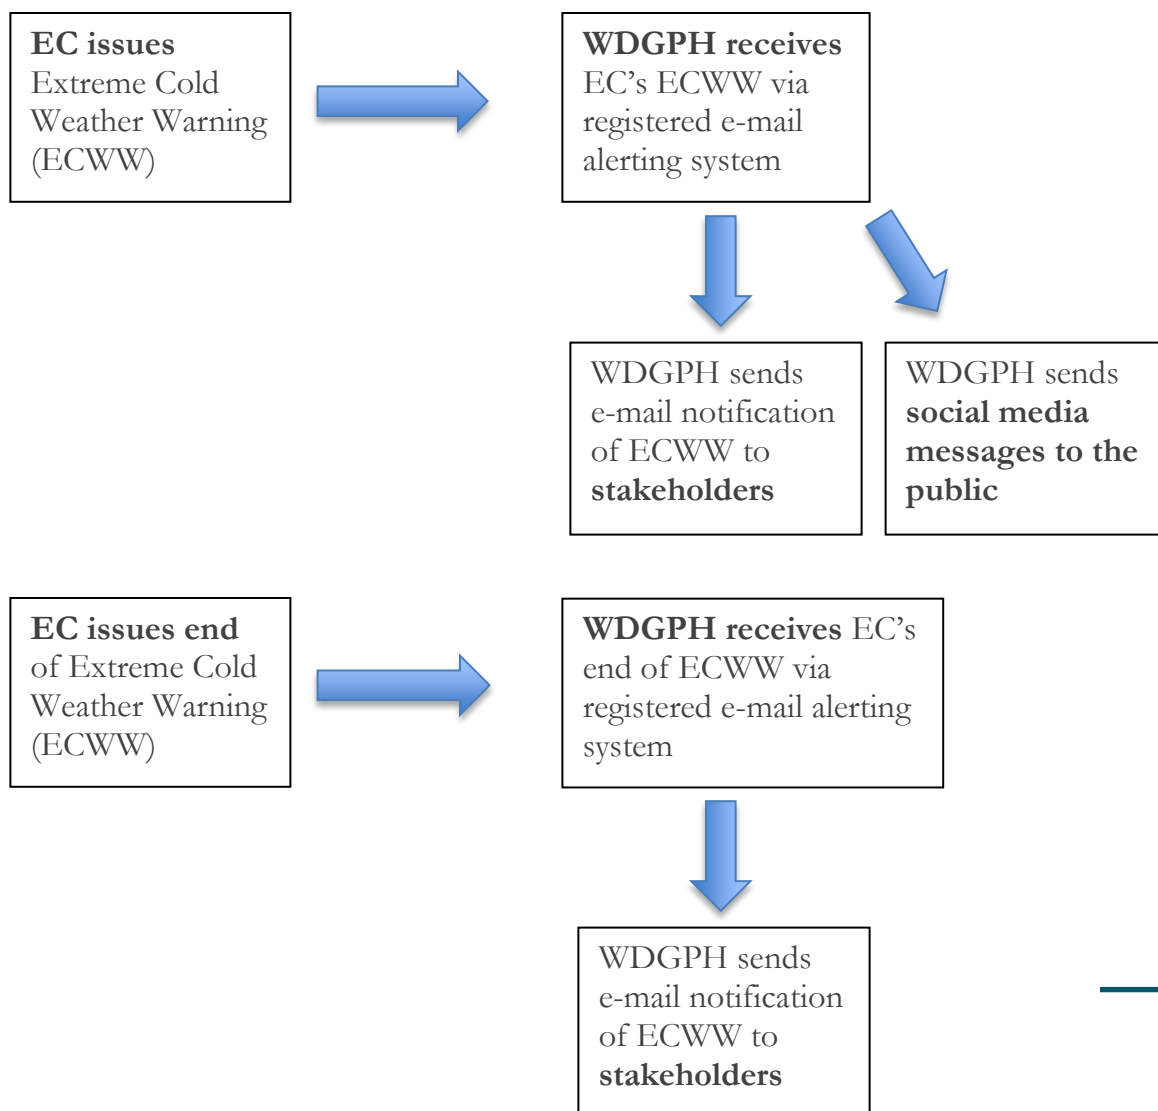 EC issues
Extreme Cold
Weather Warning
(ECWW)
WDGPH receives
EC’s ECWW via
registered e-mail
alerting system
WDGPH sends
e-mail notification
of ECWW to
stakeholders
WDGPH sends
social media
messages to the
public
EC issues end
of Extreme Cold
Weather Warning
(ECWW)
WDGPH receives EC’s
end of ECWW via
registered e-mail alerting
system
WDGPH sends
e-mail notification
of ECWW to
stakeholders